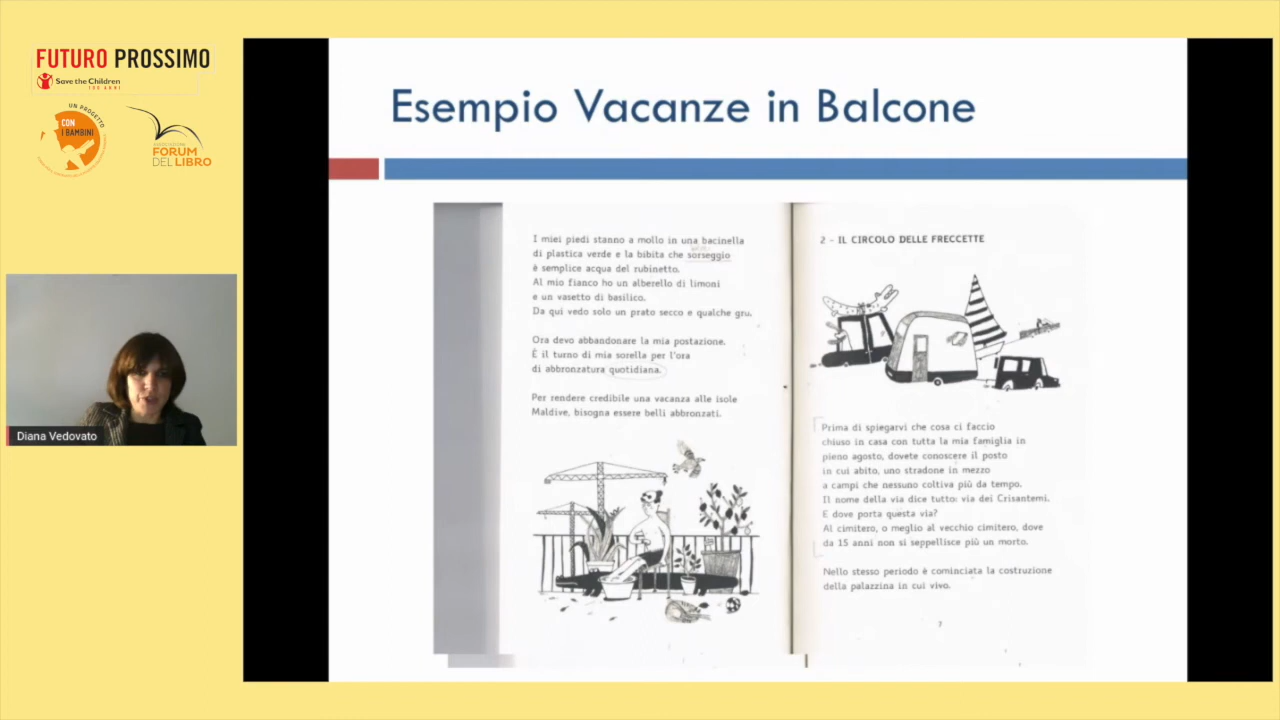 FUTURO PROSSIMO
Save the Children
100 ANNI
UN PROGETTO
CON
I BAMBINI
ASSOCIAZIONE
FORUM
DEL LIBRO
Diana Vedovato
Esempio Vacanze in Balcone
I miei piedi stanno a mollo in una bacinella
di plastica verde e la bibita che sorseggio
è semplice acqua del rubinetto.
Al mio fianco ho un alberello di limoni
e un vasetto di basilico.
Da qui vedo solo un prato secco e qualche gru.
Ora devo abbandonare la mia postazione.
È il turno di mia sorella per l'ora
di abbronzatura quotidiana.
Per rendere credibile una vacanza alle isole
Maldive, bisogna essere belli abbronzati.
2 - IL CIRCOLO DELLE FRECCETTE
Prima di spiegarvi che cosa ci faccio
chiuso in casa con tutta la mia famiglia in
pieno agosto, dovete conoscere il posto
in cui abito, uno stradone in mezzo
a campi che nessuno coltiva più da tempo.
Il nome della via dice tutto: via dei Crisantemi.
E dove porta questa via?
Al cimitero, o meglio al vecchio cimitero, dove
da 15 anni non si seppellisce più un morto.
Nello stesso periodo è cominciata la costruzione
della palazzina in cui vivo.
7